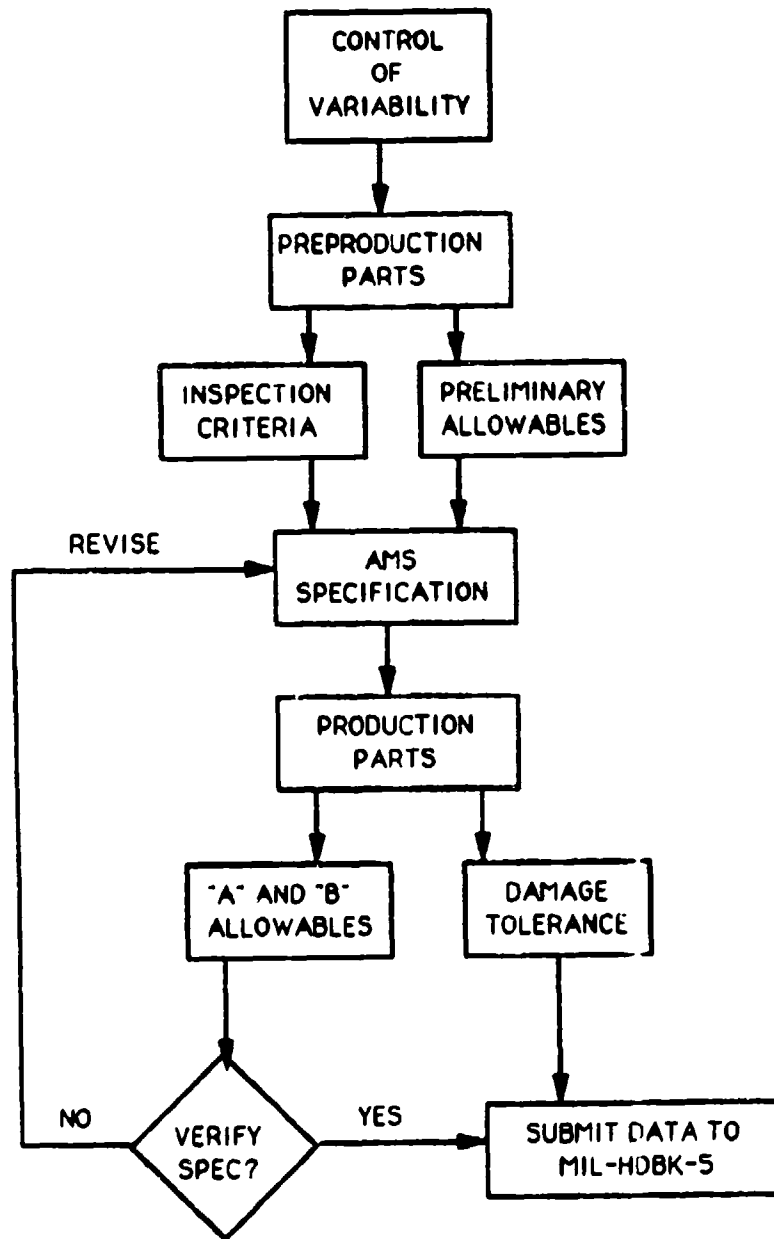 CONTROL
OF
VARIABILITY
PREPRODUCTION
PARTS
INSPECTION
CRITERIA
PRELIMINARY
ALLOWABLES
REVISE
AMS
SPECIFICATION
PRODUCTION
PARTS
"A" AND "B"
ALLOWABLES
DAMAGE
TOLERANCE
NO
VERIFY
SPEC?
YES
SUBMIT DATA TO
MIL-HDBK-5